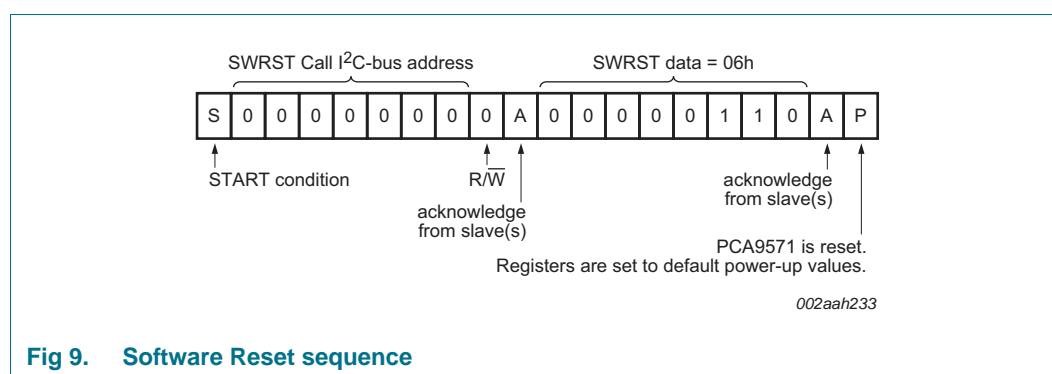 SWRST Call I2C-bus address SWRST data = 06h
S 0 0 0 0 0 0 0 0 A 0 0 0 0 0 1 1 0 A P
START condition R/W acknowledge
from slave(s)
acknowledge
from slave(s)
PCA9571 is reset.
Registers are set to default power-up values.
002aah233
Fig 9. Software Reset sequence